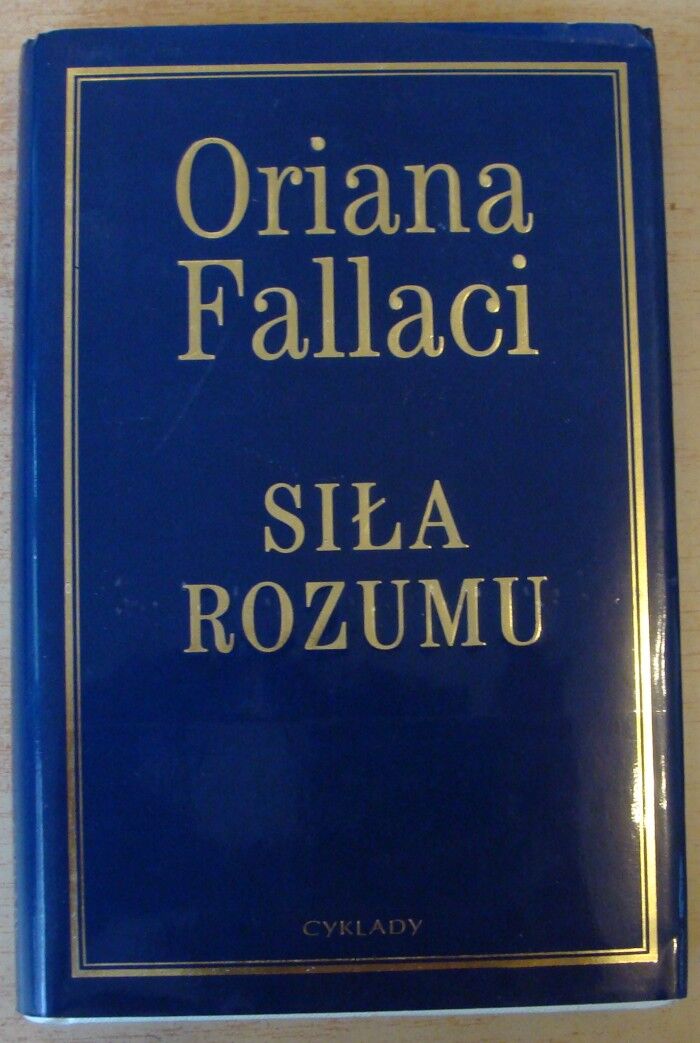 Oriana
Fallaci
SIŁA
ROZUMU
CYKLADY